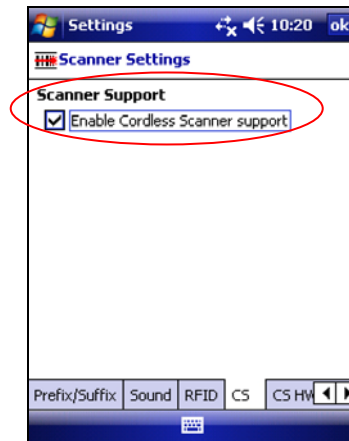 Settings 10:20 ok
Scanner Settings
Scanner Support
Enable Cordless Scanner support
Prefix/Suffix Sound RFID CS CS HW